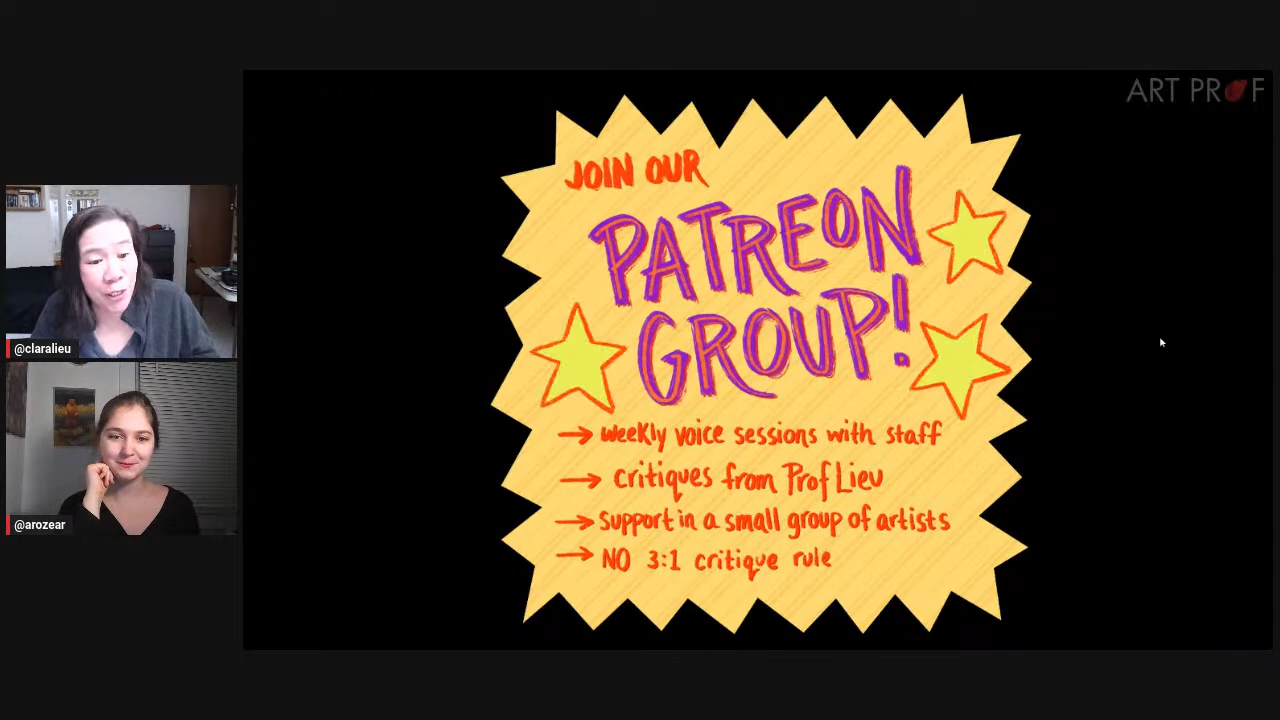 ART PROF
JOIN OUR
PATREON
GROUP!
→ weekly voice sessions with staff
→ critiques from Prof Lieu
→ support in a small group of artists
→ NO 3:1 critique rule
@claralieu
@arozear